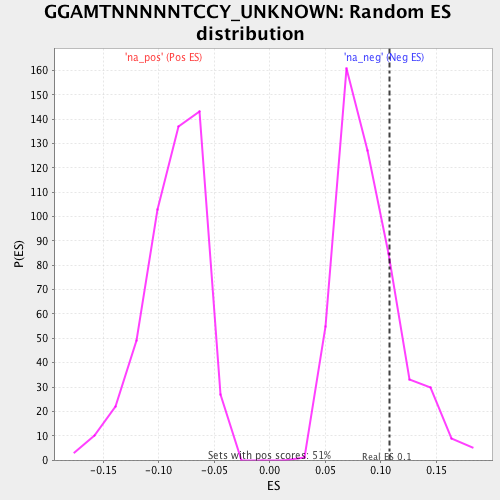 GGAMTNNNNNTCCY_UNKNOWN: Random ES
distribution
'na_pos' (Pos ES)
'na_neg' (Neg ES)
160
150
140
130
120
110
100
90
80
70
60
50
40
30
20
10
0
P(ES)
Sets with pos scores: 51%
Real ES 0.1
-0.15 -0.10 -0.05 0.00 0.05 0.10 0.15
ES